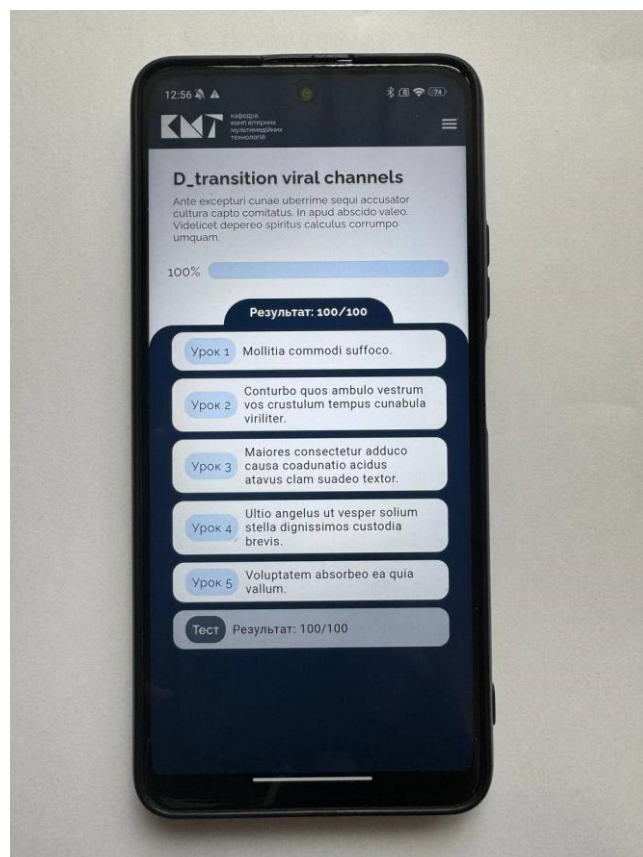 12:56
74
КМТ
кафедра
комп'ютерних
мультимедійних
технологій
D_transition viral channels
Ante excepturi cunae uberrime sequi accusator
cultura capto comitatus. In apud abscido valeo.
Videlicet depereo spiritus calculus corrumpo
umquam.
100%
Результат: 100/100
Урок 1 Mollitia commodi suffoco.
Урок 2 Conturbo quos ambulo vestrum
vos crustulum tempus cunabula
viriliter.
Урок 3 Maiores consectetur adduco
causa coadunatio acidus
atavus clam suadeo textor.
Урок 4 Ultio angelus ut vesper solium
stella dignissimos custodia
brevis.
Урок 5 Voluptatem absorbeo ea quia
vallum.
Тест Результат: 100/100